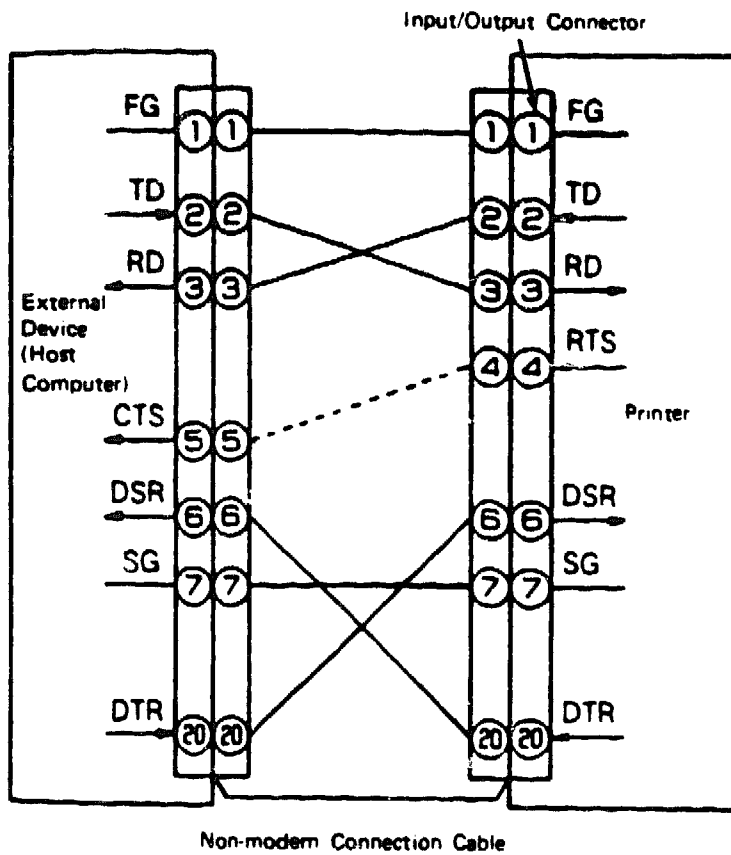 Input/Output Connector
FG 1 1 1 1 FG
TD 2 2 2 2 TD
RD 3 3 3 3 RD
External
Device
(Host
Computer)
4 4 RTS
Printer
CTS 5 5
DSR 6 6 6 6 DSR
SG 7 7 7 7 SG
DTR 20 20 20 20 DTR
Non-modem Connection Cable